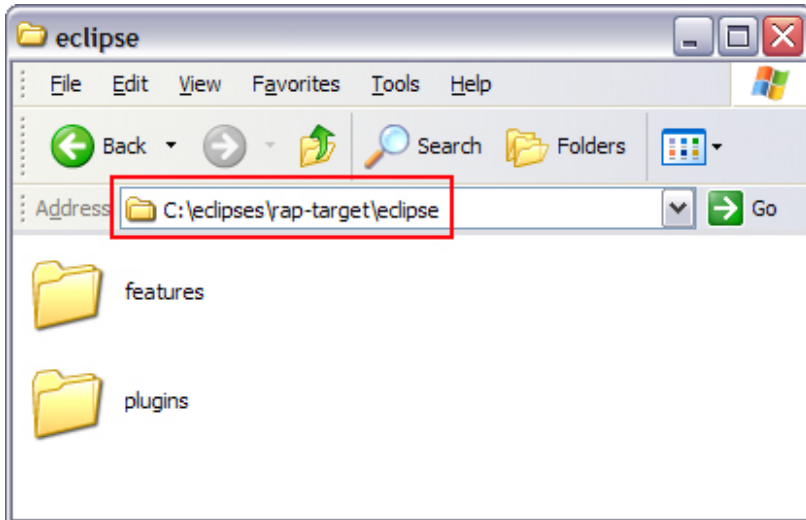 eclipse
File Edit View Favorites Tools Help
Back Search Folders
Address C:\eclipses\rap-target\eclipse Go
features
plugins